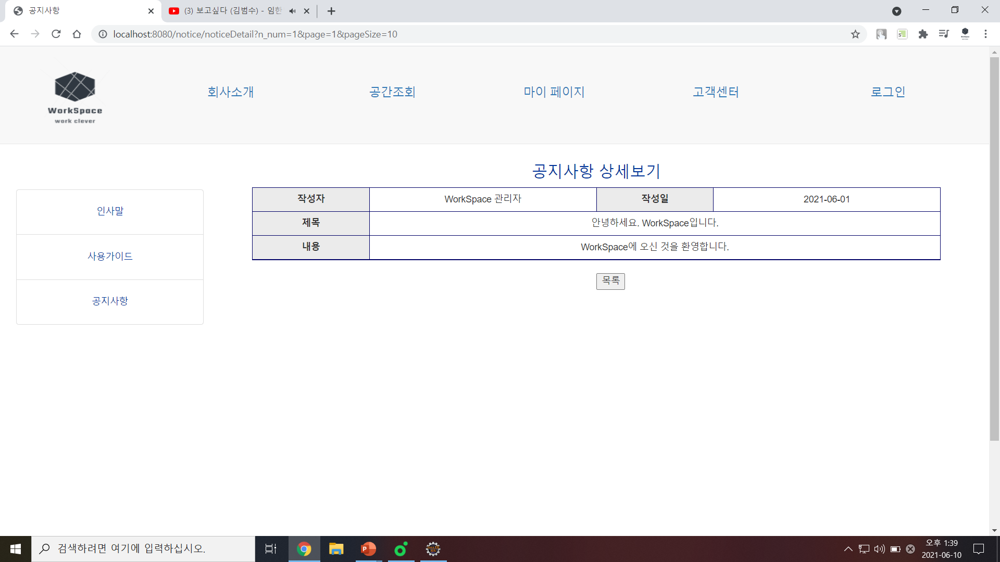 공지사항
(3) 보고싶다 (김범수) - 임한
localhost:8080/notice/noticeDetail?n_num=1&page=1&pageSize=10
WorkSpace
work clever
회사소개 공간조회 마이 페이지 고객센터 로그인
공지사항 상세보기
인사말
사용가이드
공지사항
작성자 WorkSpace 관리자 작성일 2021-06-01
제목 안녕하세요. WorkSpace입니다.
내용 WorkSpace에 오신 것을 환영합니다.
목록
검색하려면 여기에 입력하십시오.
오후 1:39
2021-06-10